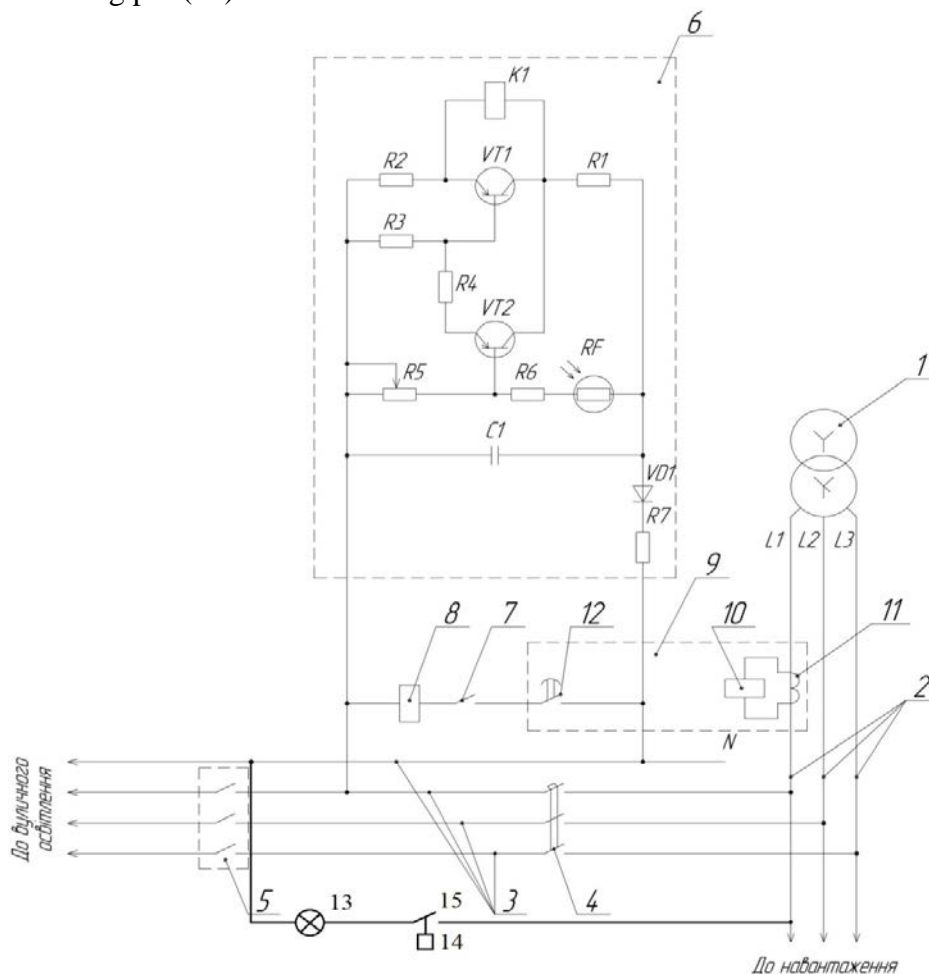 6
K1
R2
VT1
R1
R3
R4
VT2
RF
R5
R6
1
C1
VD1
R7
L1
L2
L3
9
8
7
12
10
11
2
N
До вуличного
освітлення
5
13
15
14
3
4
До навантаження